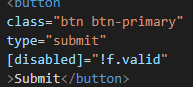 <button
class="btn btn-primary"
type="submit"
[disabled]="!f.valid"
>Submit</button>